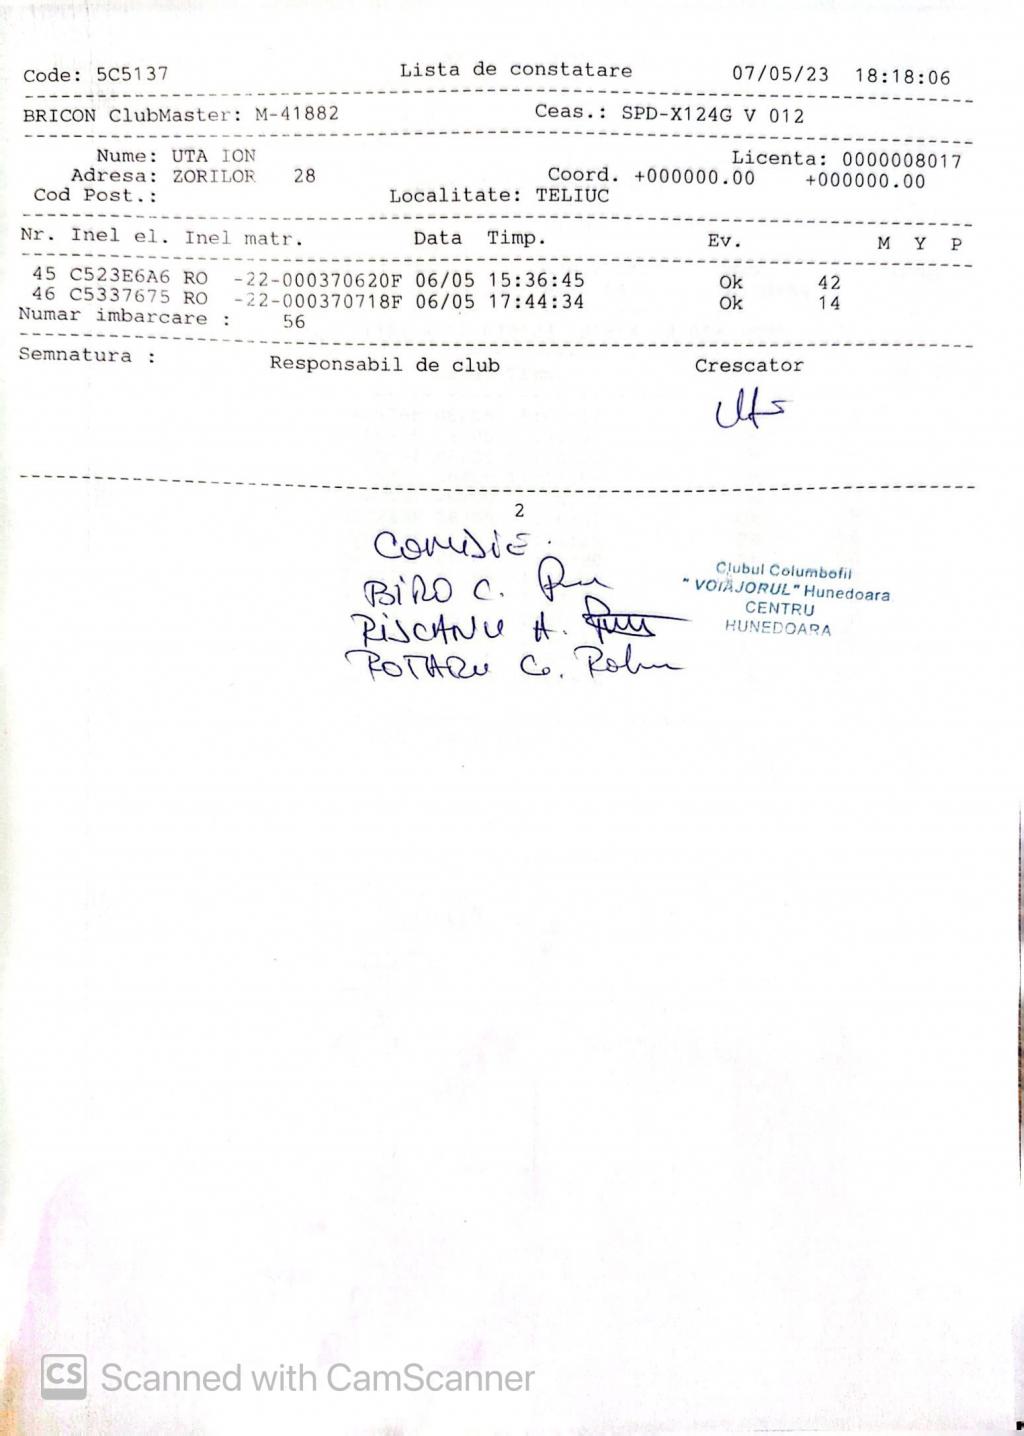 Code: 5C5137 Lista de constatare 07/05/23 18:18:06
BRICON ClubMaster: M-41882 Ceas.: SPD-X124G V 012
Nume: UTA ION Licenta: 0000008017
Adresa: ZORILOR 28 Coord. +000000.00 +000000.00
Cod Post.: Localitate: TELIUC
Nr. Inel el. Inel matr. Data Timp. Ev. M Y P
45 C523E6A6 RO -22-000370620F 06/05 15:36:45 Ok 42
46 C5337675 RO -22-000370718F 06/05 17:44:34 Ok 14
Numar imbarcare : 56
Semnatura : Responsabil de club Crescator
2
COMISIE.
BIRO C.
RISCANU A.
ROTARU C.
Clubul Columbofil
"VOIAJORUL" Hunedoara
CENTRU
HUNEDOARA
CS Scanned with CamScanner